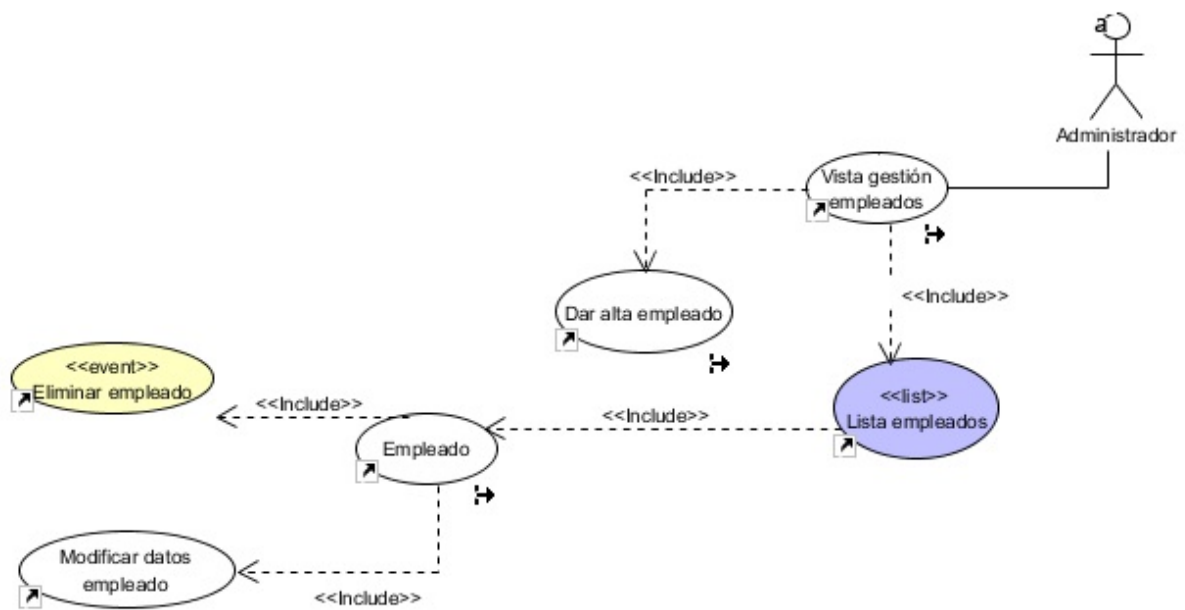 a
Administrador
Vista gestión
empleados
<<Include>>
Dar alta empleado
<<Include>>
<<event>>
Eliminar empleado
<<Include>>
<<list>>
Lista empleados
<<Include>>
Empleado
Modificar datos
empleado
<<Include>>